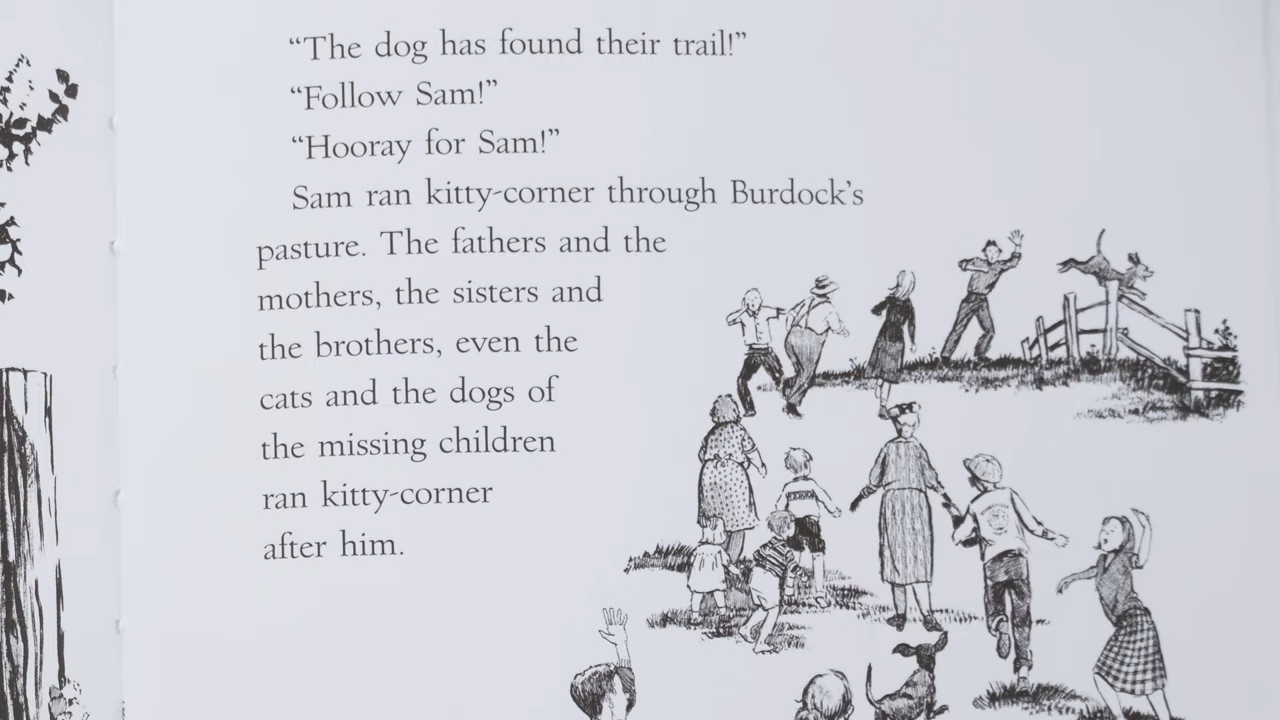 “The dog has found their trail!”
“Follow Sam!”
“Hooray for Sam!”
Sam ran kitty-corner through Burdock’s
pasture. The fathers and the
mothers, the sisters and
the brothers, even the
cats and the dogs of
the missing children
ran kitty-corner
after him.